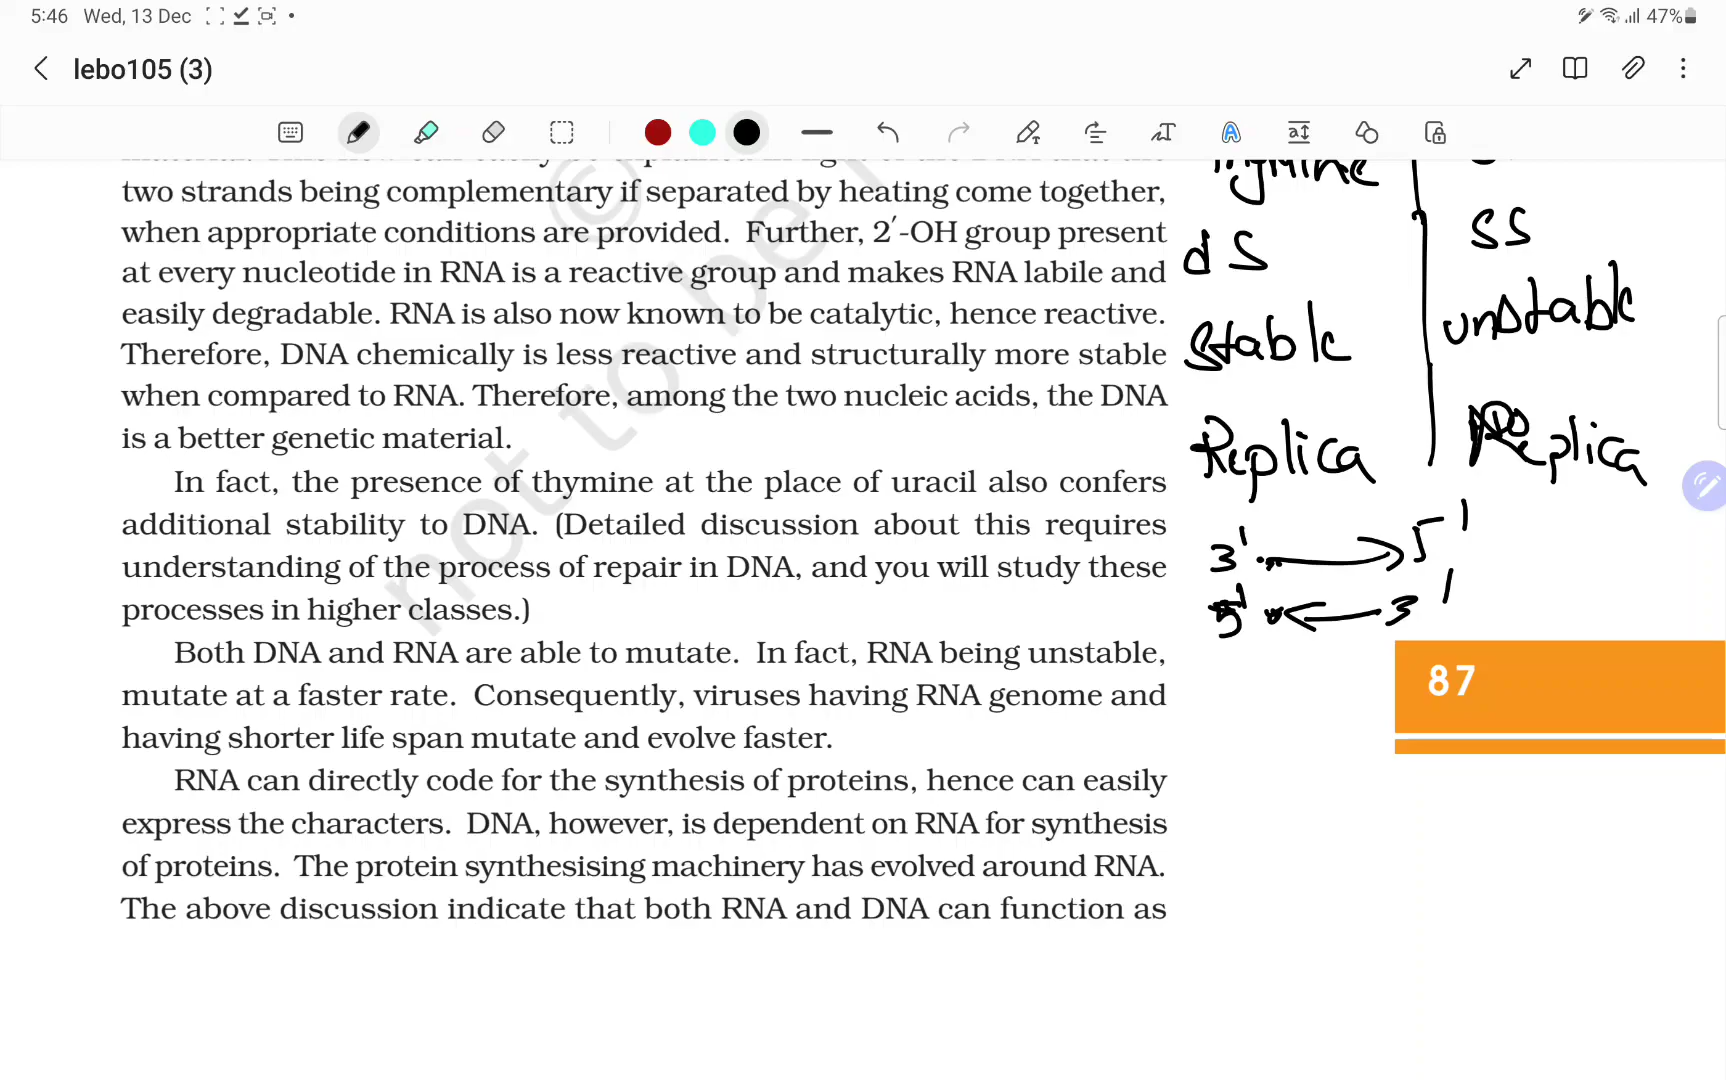 5:46 Wed, 13 Dec 47%
lebo105 (3)
two strands being complementary if separated by heating come together,
when appropriate conditions are provided. Further, 2′-OH group present
at every nucleotide in RNA is a reactive group and makes RNA labile and
easily degradable. RNA is also now known to be catalytic, hence reactive.
Therefore, DNA chemically is less reactive and structurally more stable
when compared to RNA. Therefore, among the two nucleic acids, the DNA
is a better genetic material.
In fact, the presence of thymine at the place of uracil also confers
additional stability to DNA. (Detailed discussion about this requires
understanding of the process of repair in DNA, and you will study these
processes in higher classes.)
Both DNA and RNA are able to mutate. In fact, RNA being unstable,
mutate at a faster rate. Consequently, viruses having RNA genome and
having shorter life span mutate and evolve faster.
RNA can directly code for the synthesis of proteins, hence can easily
express the characters. DNA, however, is dependent on RNA for synthesis
of proteins. The protein synthesising machinery has evolved around RNA.
The above discussion indicate that both RNA and DNA can function as
© not to be
dS SS
stable unstable
Replica Replica
3' 5'
5' 3'
87